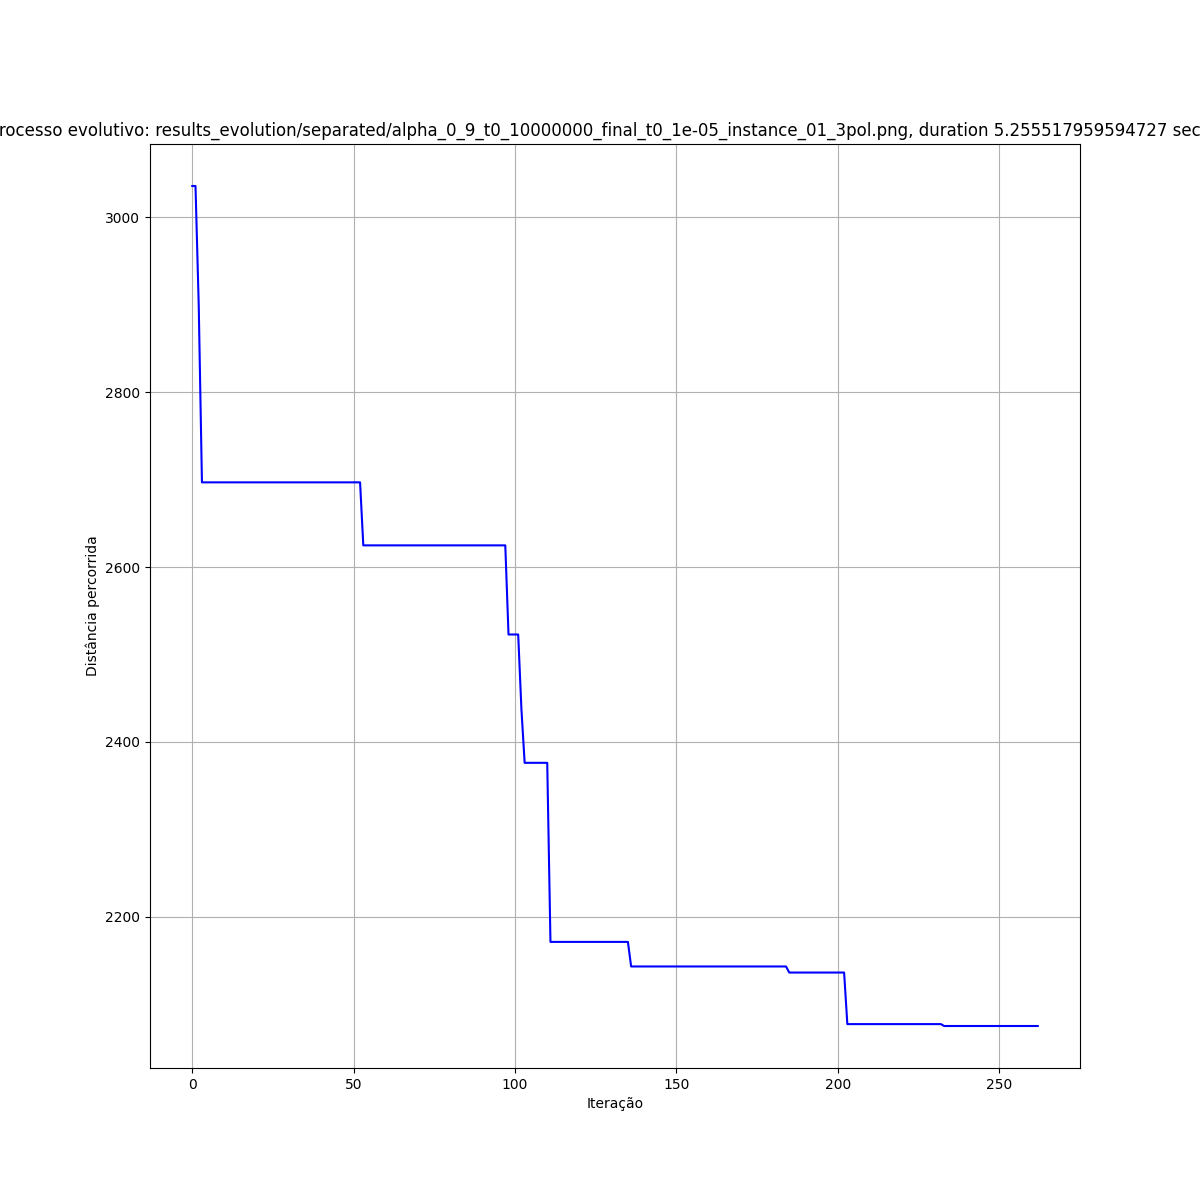 rocesso evolutivo: results_evolution/separated/alpha_0_9_t0_10000000_final_t0_1e-05_instance_01_3pol.png, duration 5.255517959594727 sec
3000
2800
2600
2400
2200
Distância percorrida
0 50 100 150 200 250
Iteração